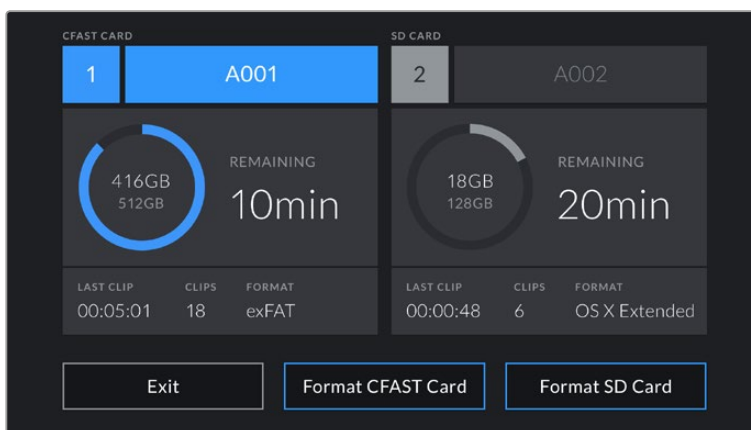 CFAST CARD
1
A001
416GB
512GB
REMAINING
10min
LAST CLIP CLIPS FORMAT
00:05:01 18 exFAT
SD CARD
2
A002
18GB
128GB
REMAINING
20min
LAST CLIP CLIPS FORMAT
00:00:48 6 OS X Extended
Exit
Format CFAST Card
Format SD Card